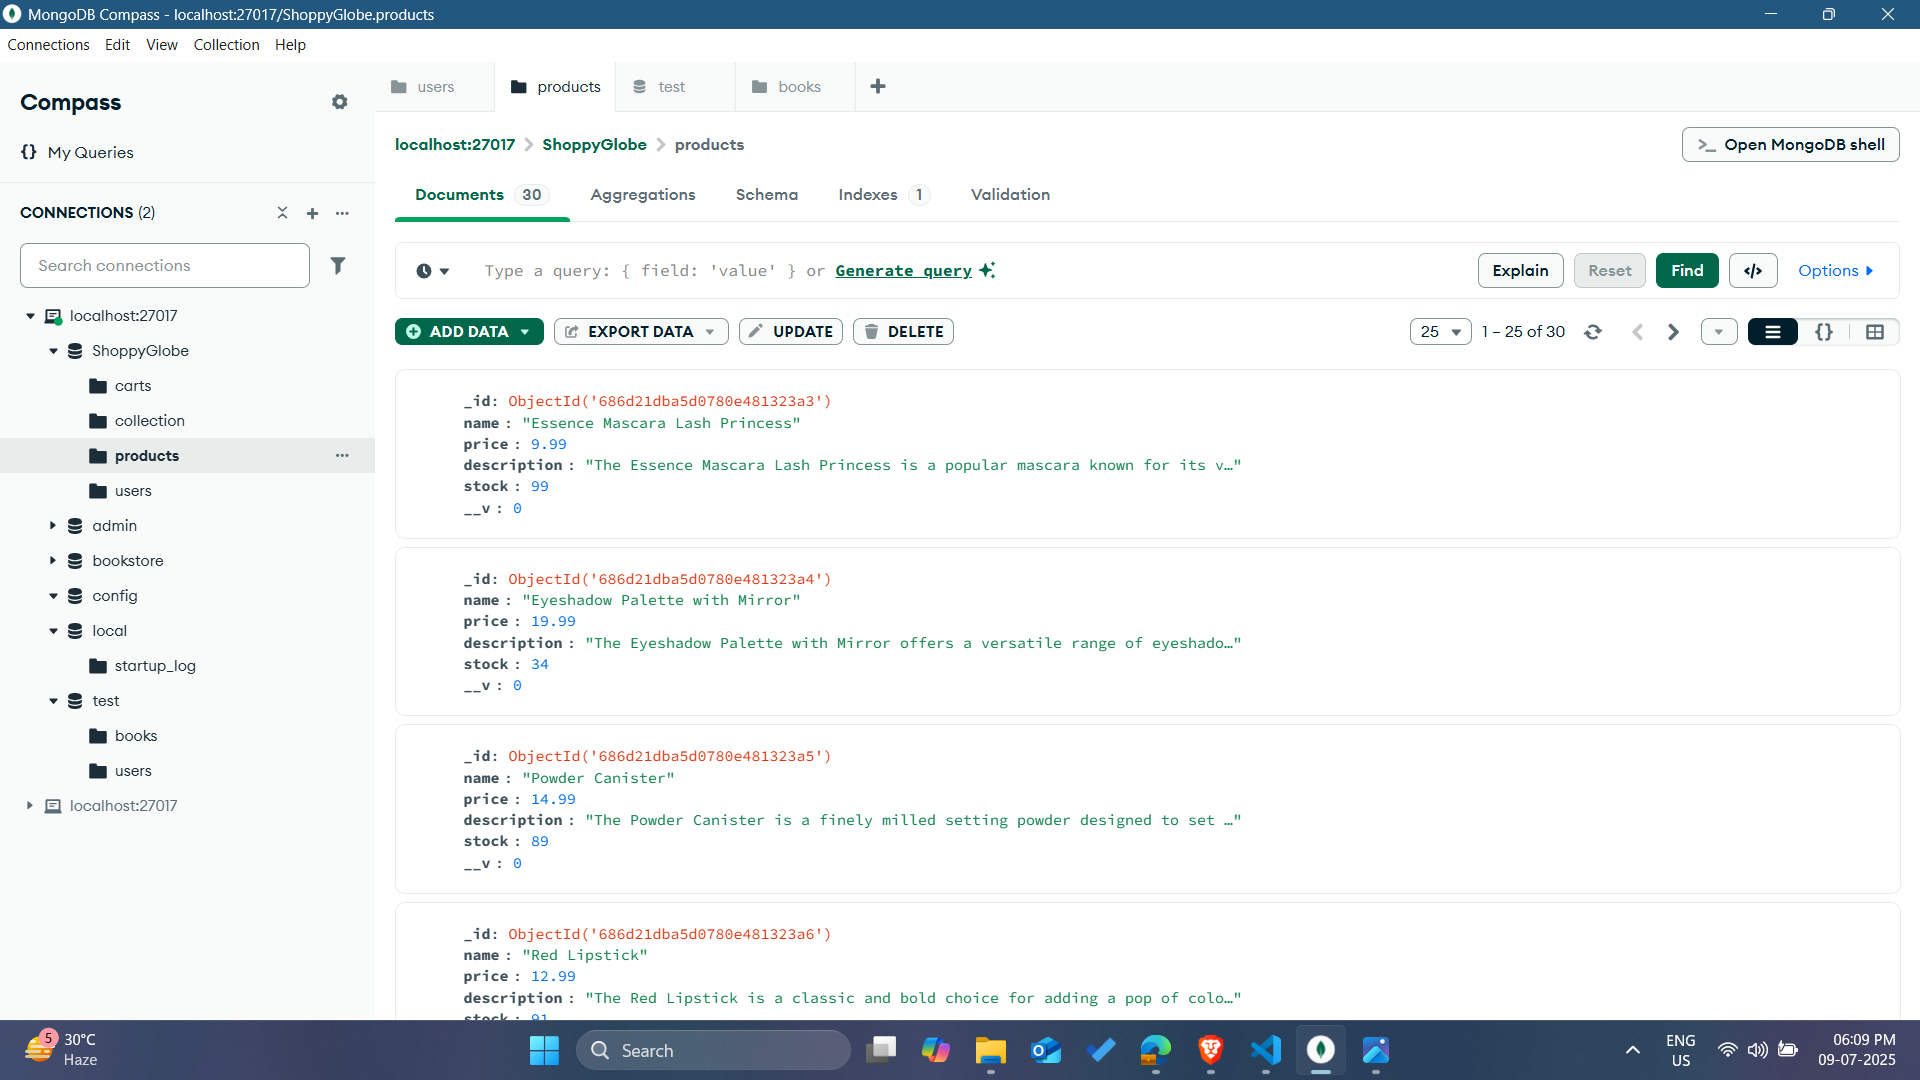 MongoDB Compass - localhost:27017/ShoppyGlobe.products
Connections Edit View Collection Help
Compass
{} My Queries
CONNECTIONS (2)
Search connections
localhost:27017
ShoppyGlobe
carts
collection
products
users
admin
bookstore
config
local
startup_log
test
books
users
localhost:27017
users products test books
localhost:27017 ShoppyGlobe products
>_ Open MongoDB shell
Documents 30 Aggregations Schema Indexes 1 Validation
Type a query: { field: 'value' } or Generate query
Explain Reset Find </> Options
ADD DATA EXPORT DATA UPDATE DELETE
25 1 – 25 of 30 {}
_id: ObjectId('686d21dba5d0780e481323a3')
name : "Essence Mascara Lash Princess"
price : 9.99
description : "The Essence Mascara Lash Princess is a popular mascara known for its v…"
stock : 99
__v : 0
_id: ObjectId('686d21dba5d0780e481323a4')
name : "Eyeshadow Palette with Mirror"
price : 19.99
description : "The Eyeshadow Palette with Mirror offers a versatile range of eyeshado…"
stock : 34
__v : 0
_id: ObjectId('686d21dba5d0780e481323a5')
name : "Powder Canister"
price : 14.99
description : "The Powder Canister is a finely milled setting powder designed to set …"
stock : 89
__v : 0
_id: ObjectId('686d21dba5d0780e481323a6')
name : "Red Lipstick"
price : 12.99
description : "The Red Lipstick is a classic and bold choice for adding a pop of colo…"
stock : 91
5
30°C
Haze
Search
ENG
US
06:09 PM
09-07-2025